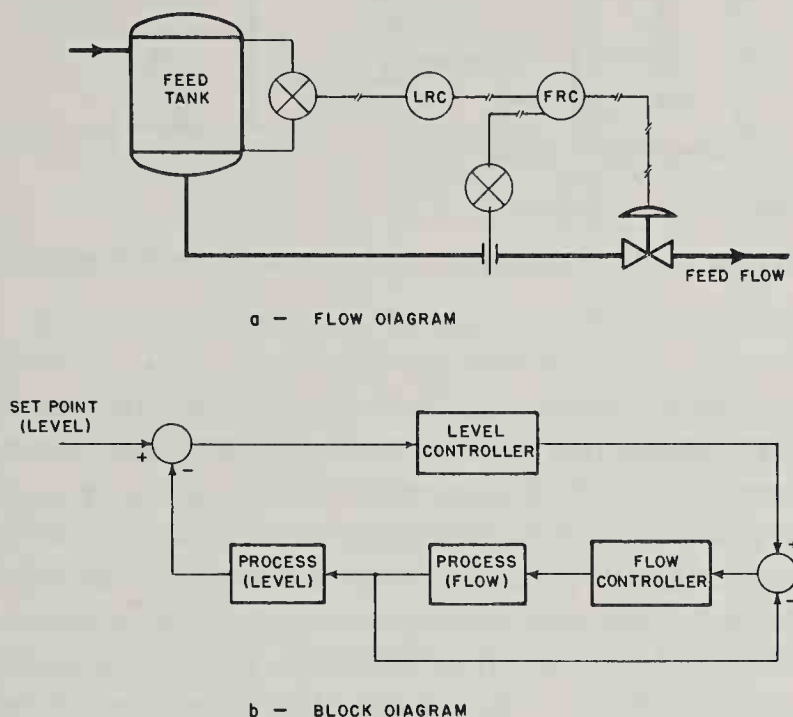 FEED
TANK
LRC
FRC
FEED FLOW
a — FLOW OIAGRAM
SET POINT
(LEVEL)
+
-
LEVEL
CONTROLLER
+
-
PROCESS
(LEVEL)
PROCESS
(FLOW)
FLOW
CONTROLLER
b — BLOCK OIAGRAM